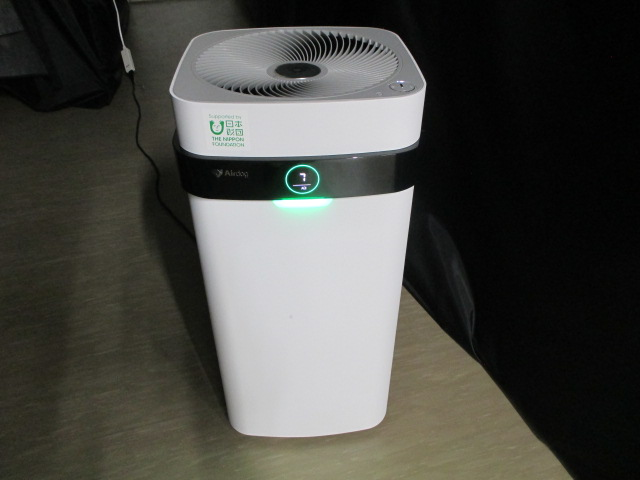 Supported by
日本
財団
THE NIPPON
FOUNDATION
Airdog
7